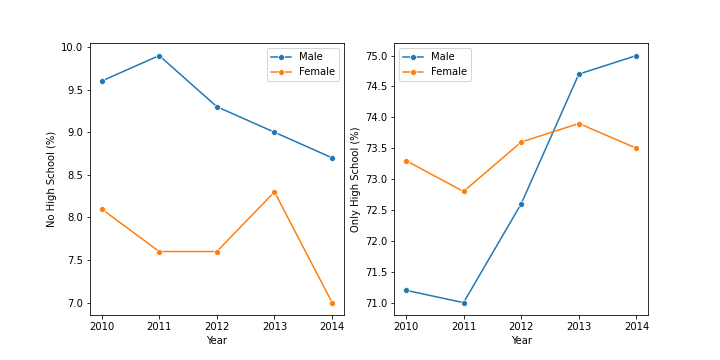 No High School (%)
10.0
9.5
9.0
8.5
8.0
7.5
7.0
2010 2011 2012 2013 2014
Year
Male
Female
Only High School (%)
75.0
74.5
74.0
73.5
73.0
72.5
72.0
71.5
71.0
2010 2011 2012 2013 2014
Year
Male
Female